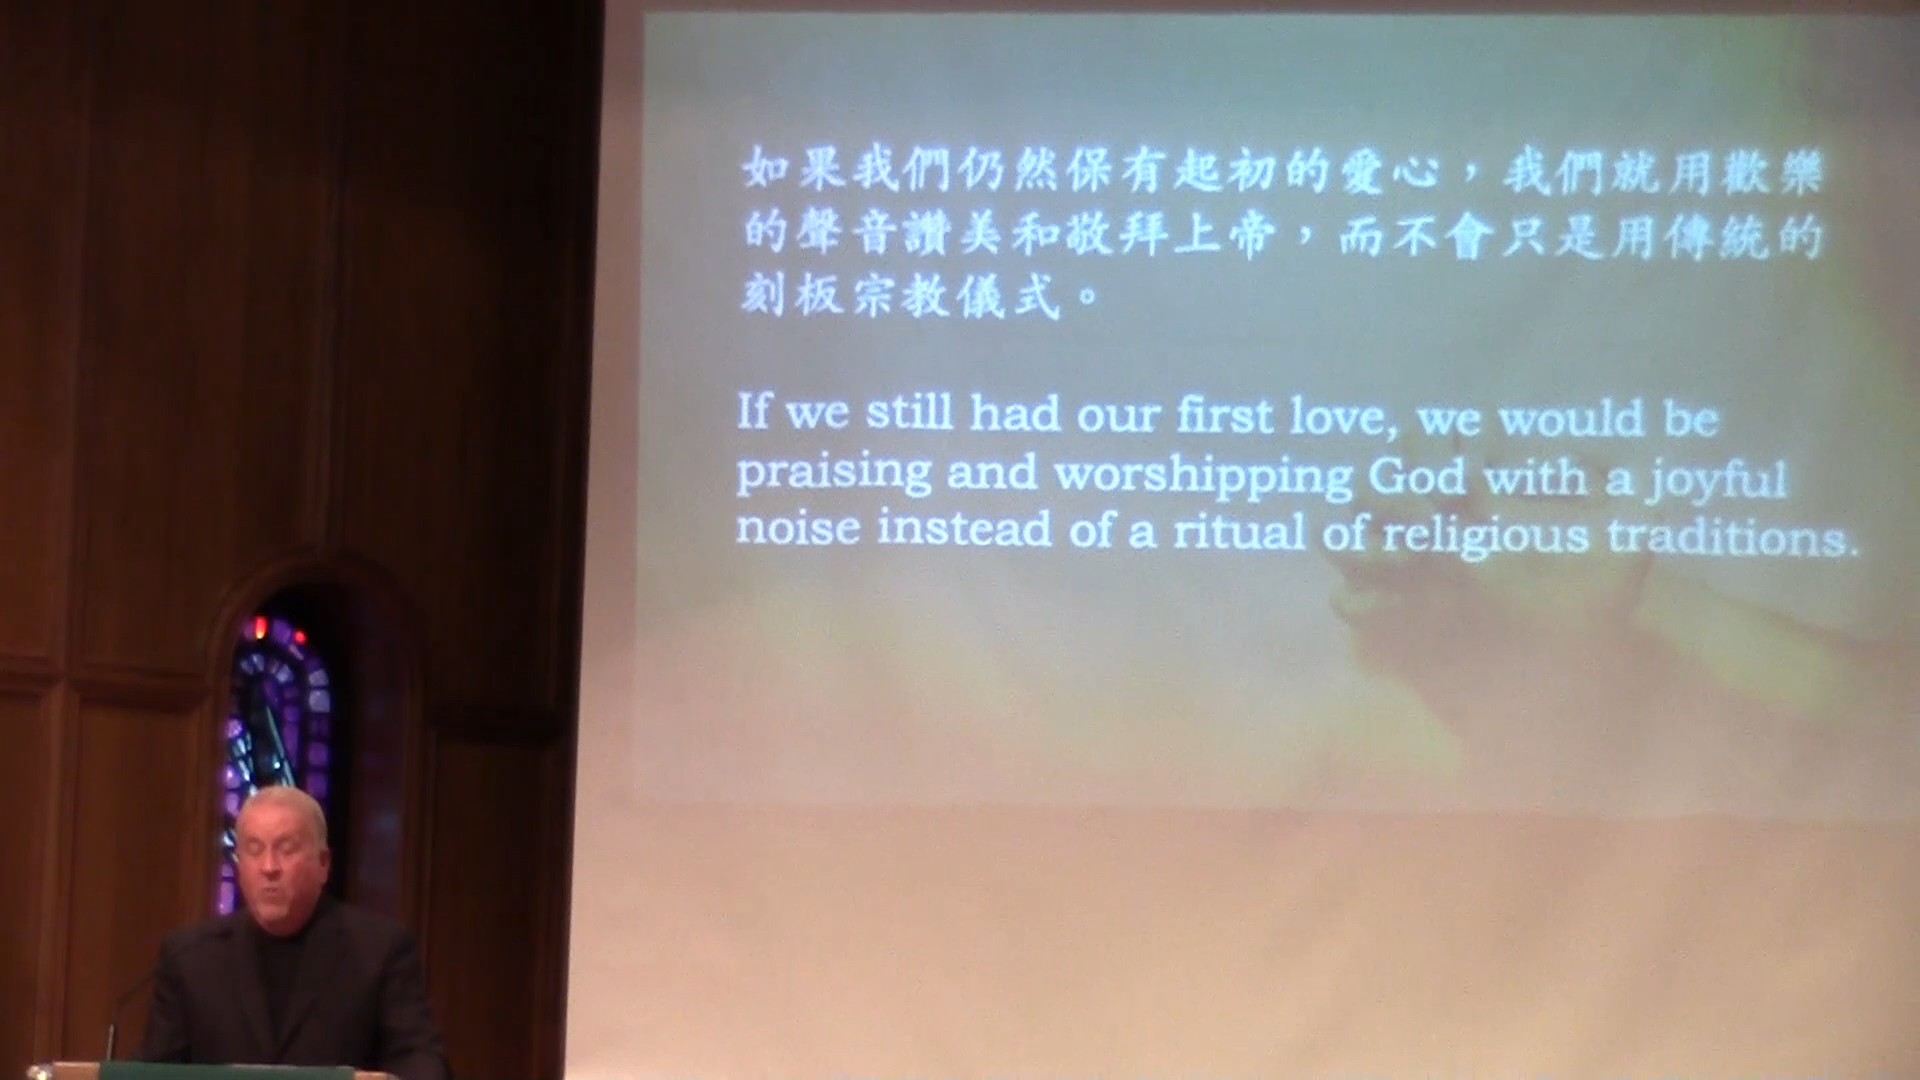 如果我們仍然保有起初的愛心，我們就用歡樂
的聲音讚美和敬拜上帝，而不會只是用傳統的
刻板宗教儀式。
If we still had our first love, we would be
praising and worshipping God with a joyful
noise instead of a ritual of religious traditions.